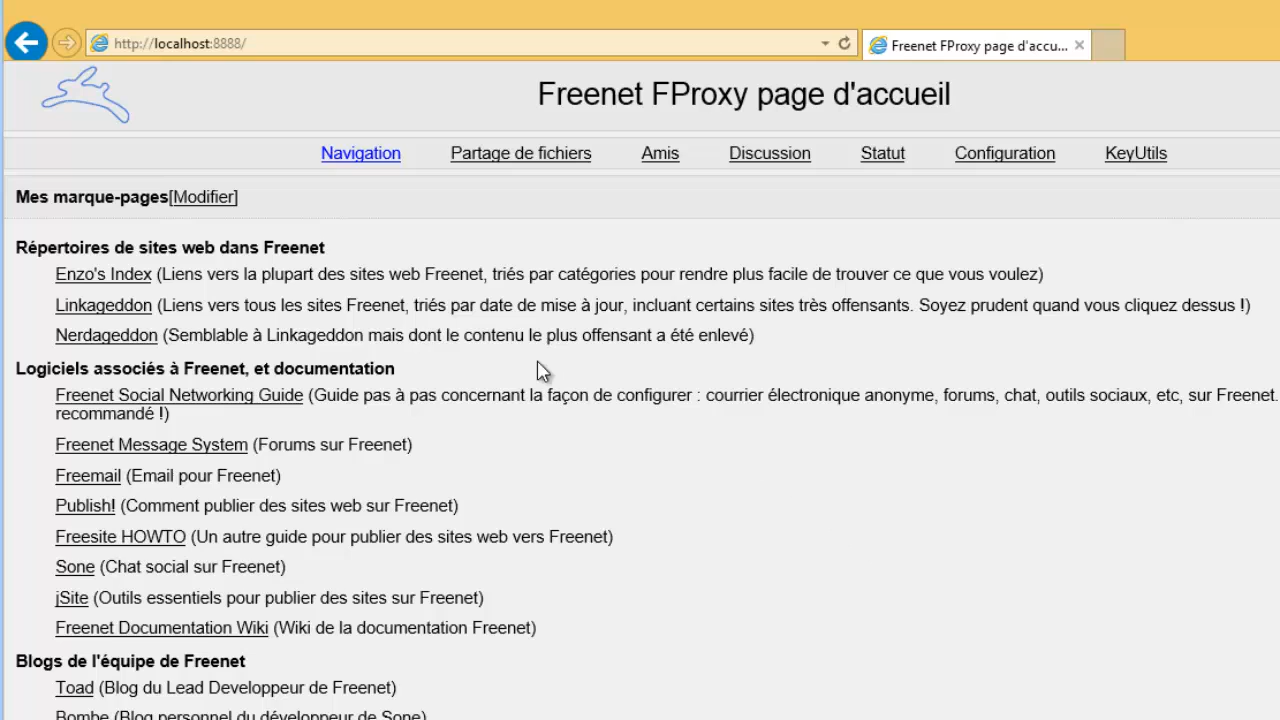 http://localhost:8888/
Freenet FProxy page d'accu...
Freenet FProxy page d'accueil
Navigation Partage de fichiers Amis Discussion Statut Configuration KeyUtils
Mes marque-pages[Modifier]
Répertoires de sites web dans Freenet
Enzo's Index (Liens vers la plupart des sites web Freenet, triés par catégories pour rendre plus facile de trouver ce que vous voulez)
Linkageddon (Liens vers tous les sites Freenet, triés par date de mise à jour, incluant certains sites très offensants. Soyez prudent quand vous cliquez dessus !)
Nerdageddon (Semblable à Linkageddon mais dont le contenu le plus offensant a été enlevé)
Logiciels associés à Freenet, et documentation
Freenet Social Networking Guide (Guide pas à pas concernant la façon de configurer : courrier électronique anonyme, forums, chat, outils sociaux, etc, sur Freenet.
recommandé !)
Freenet Message System (Forums sur Freenet)
Freemail (Email pour Freenet)
Publish! (Comment publier des sites web sur Freenet)
Freesite HOWTO (Un autre guide pour publier des sites web vers Freenet)
Sone (Chat social sur Freenet)
jSite (Outils essentiels pour publier des sites sur Freenet)
Freenet Documentation Wiki (Wiki de la documentation Freenet)
Blogs de l'équipe de Freenet
Toad (Blog du Lead Developpeur de Freenet)
Bombe (Blog personnel du développeur de Sone)